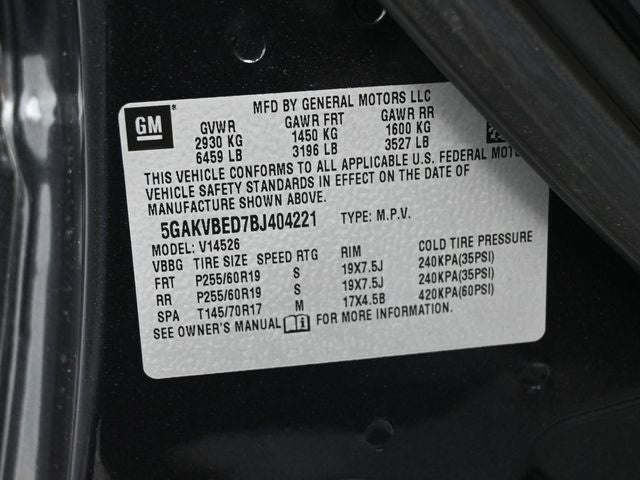 MFD BY GENERAL MOTORS LLC
GM
GVWR GAWR FRT GAWR RR
2930 KG 1450 KG 1600 KG
6459 LB 3196 LB 3527 LB
THIS VEHICLE CONFORMS TO ALL APPLICABLE U.S. FEDERAL
VEHICLE SAFETY STANDARDS IN EFFECT ON THE DATE OF
MANUFACTURE SHOWN ABOVE.
5GAKVBED7BJ404221 TYPE: M.P.V.
MODEL: V14526
VBBG TIRE SIZE SPEED RTG RIM COLD TIRE PRESSURE
FRT P255/60R19 S 19X7.5J 240KPA(35PSI)
RR P255/60R19 S 19X7.5J 240KPA(35PSI)
SPA T145/70R17 M 17X4.5B 420KPA(60PSI)
SEE OWNER'S MANUAL FOR MORE INFORMATION.